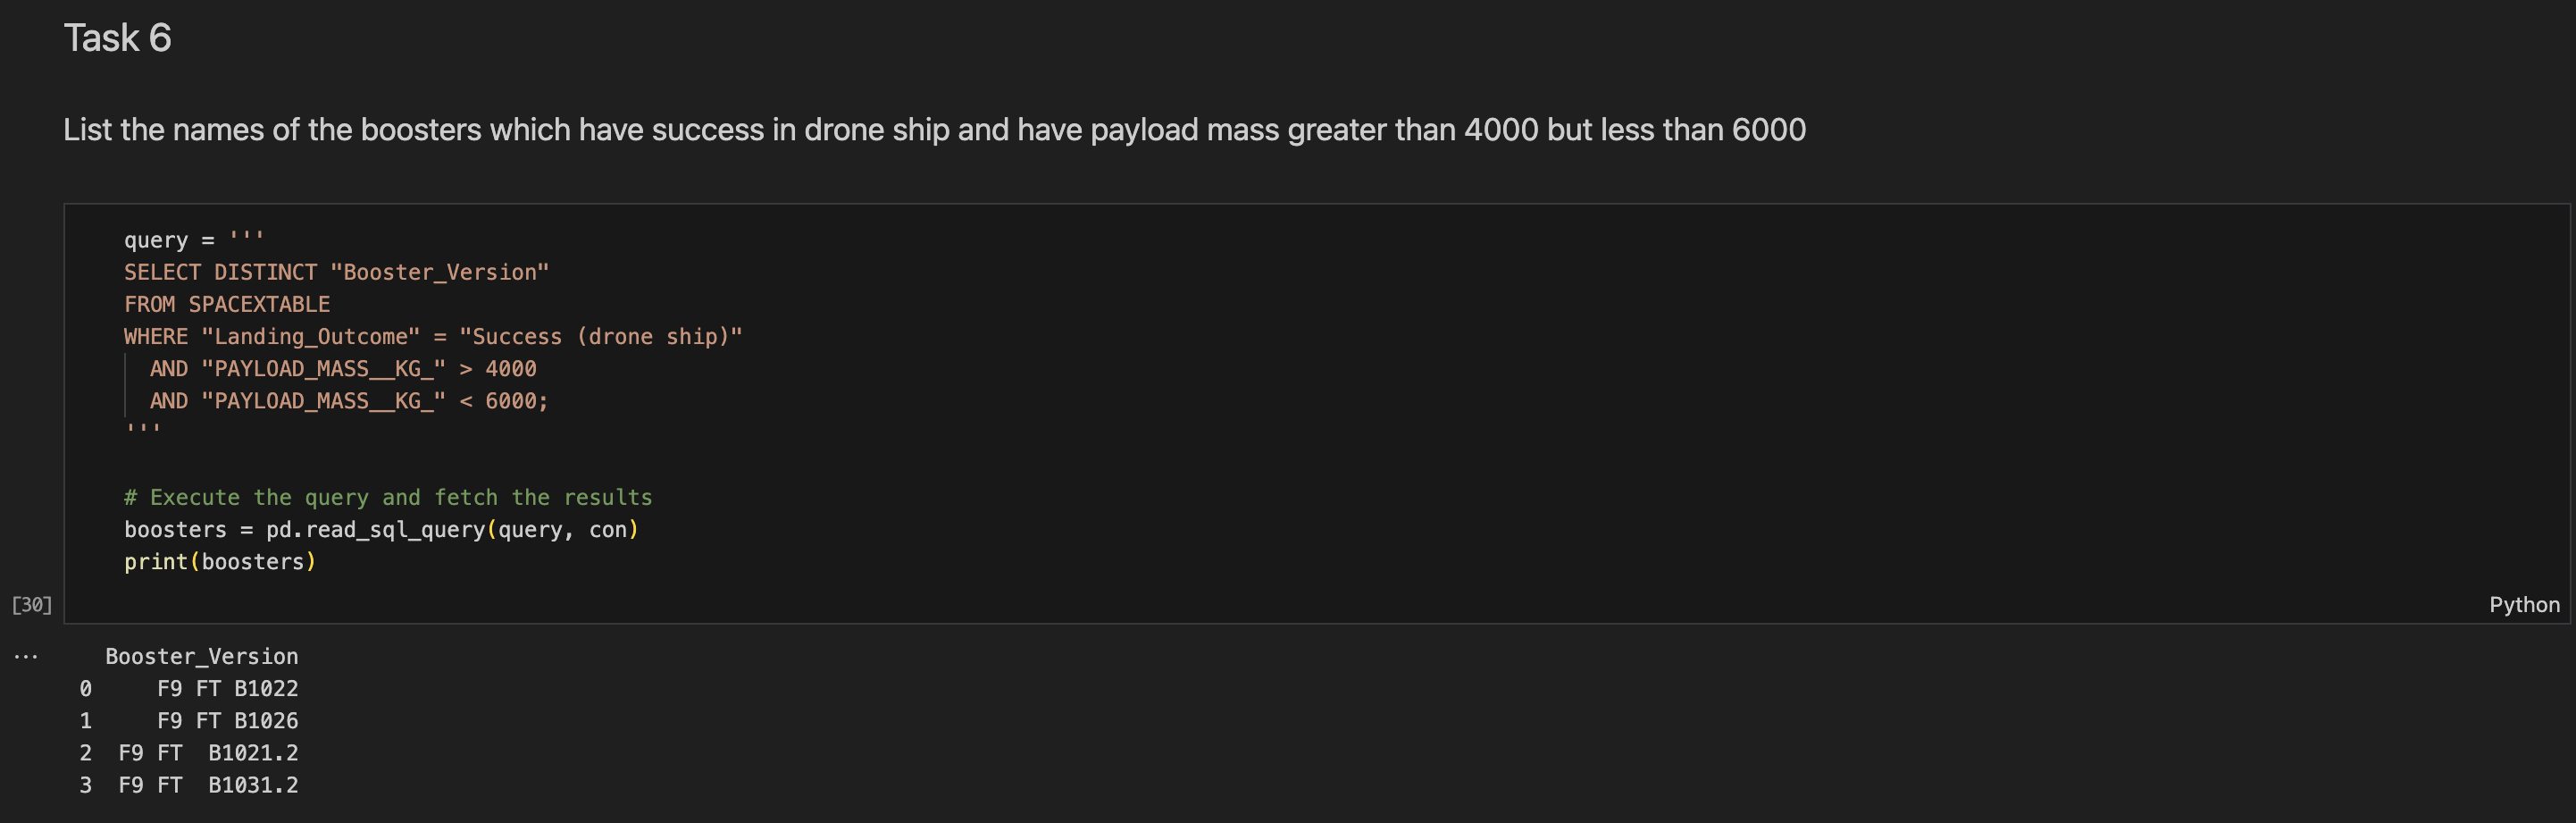 Task 6
List the names of the boosters which have success in drone ship and have payload mass greater than 4000 but less than 6000
query = '''
SELECT DISTINCT "Booster_Version"
FROM SPACEXTABLE
WHERE "Landing_Outcome" = "Success (drone ship)"
  AND "PAYLOAD_MASS__KG_" > 4000
  AND "PAYLOAD_MASS__KG_" < 6000;
'''
# Execute the query and fetch the results
boosters = pd.read_sql_query(query, con)
print(boosters)
[30]
Python
...
  Booster_Version
0     F9 FT B1022
1     F9 FT B1026
2  F9 FT  B1021.2
3  F9 FT  B1031.2